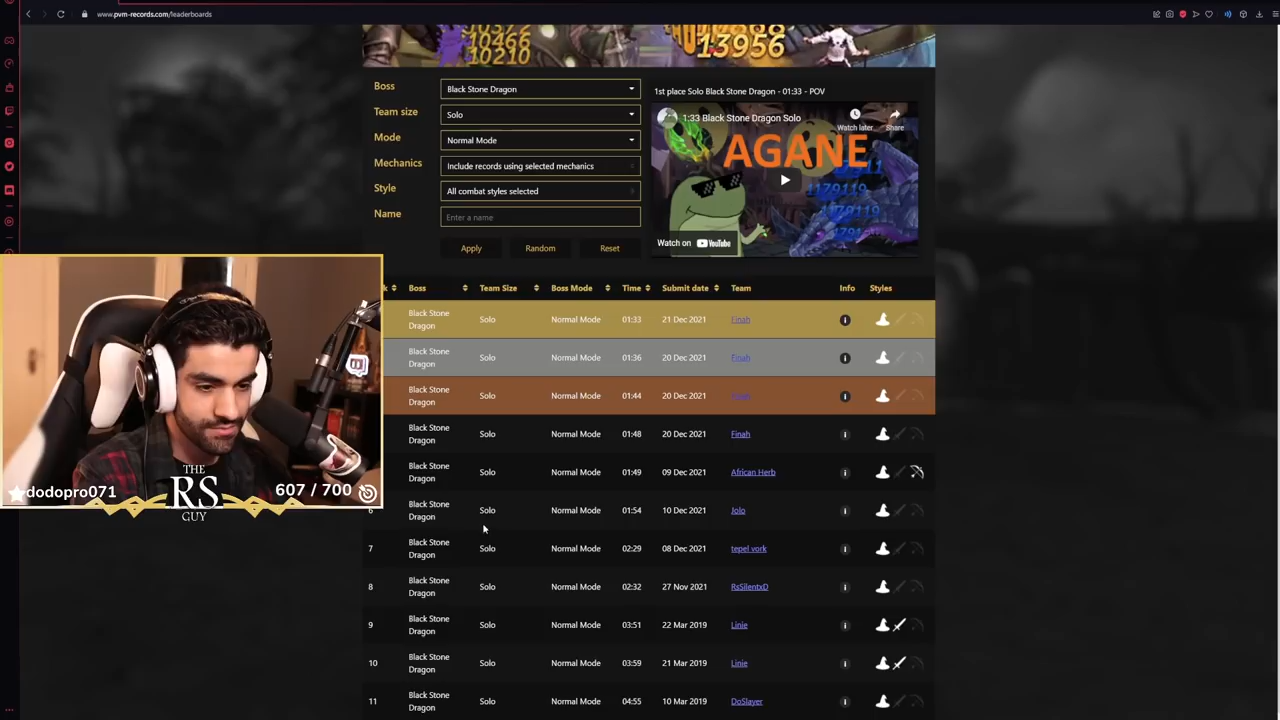 www.pvm-records.com/leaderboards
10210
13956
Boss
Black Stone Dragon
Team size
Solo
Mode
Normal Mode
Mechanics
Include records using selected mechanics
Style
All combat styles selected
Name
Enter a name
Apply Random Reset
1st place Solo Black Stone Dragon - 01:33 - POV
1:33 Black Stone Dragon Solo
Watch later
Share
AGANE
1179119
Watch on YouTube
k Boss Team Size Boss Mode Time Submit date Team Info Styles
Black Stone Dragon Solo Normal Mode 01:33 21 Dec 2021 Finah
Black Stone Dragon Solo Normal Mode 01:36 20 Dec 2021 Finah
Black Stone Dragon Solo Normal Mode 01:44 20 Dec 2021 Finah
Black Stone Dragon Solo Normal Mode 01:48 20 Dec 2021 Finah
Black Stone Dragon Solo Normal Mode 01:49 09 Dec 2021 African Herb
6 Black Stone Dragon Solo Normal Mode 01:54 10 Dec 2021 Jolo
7 Black Stone Dragon Solo Normal Mode 02:29 08 Dec 2021 tepel vork
8 Black Stone Dragon Solo Normal Mode 02:32 27 Nov 2021 RsSilentxD
9 Black Stone Dragon Solo Normal Mode 03:51 22 Mar 2019 Linie
10 Black Stone Dragon Solo Normal Mode 03:59 21 Mar 2019 Linie
11 Black Stone Dragon Solo Normal Mode 04:55 10 Mar 2019 DoSlayer
dodopro071
THE
RS
GUY
607 / 700